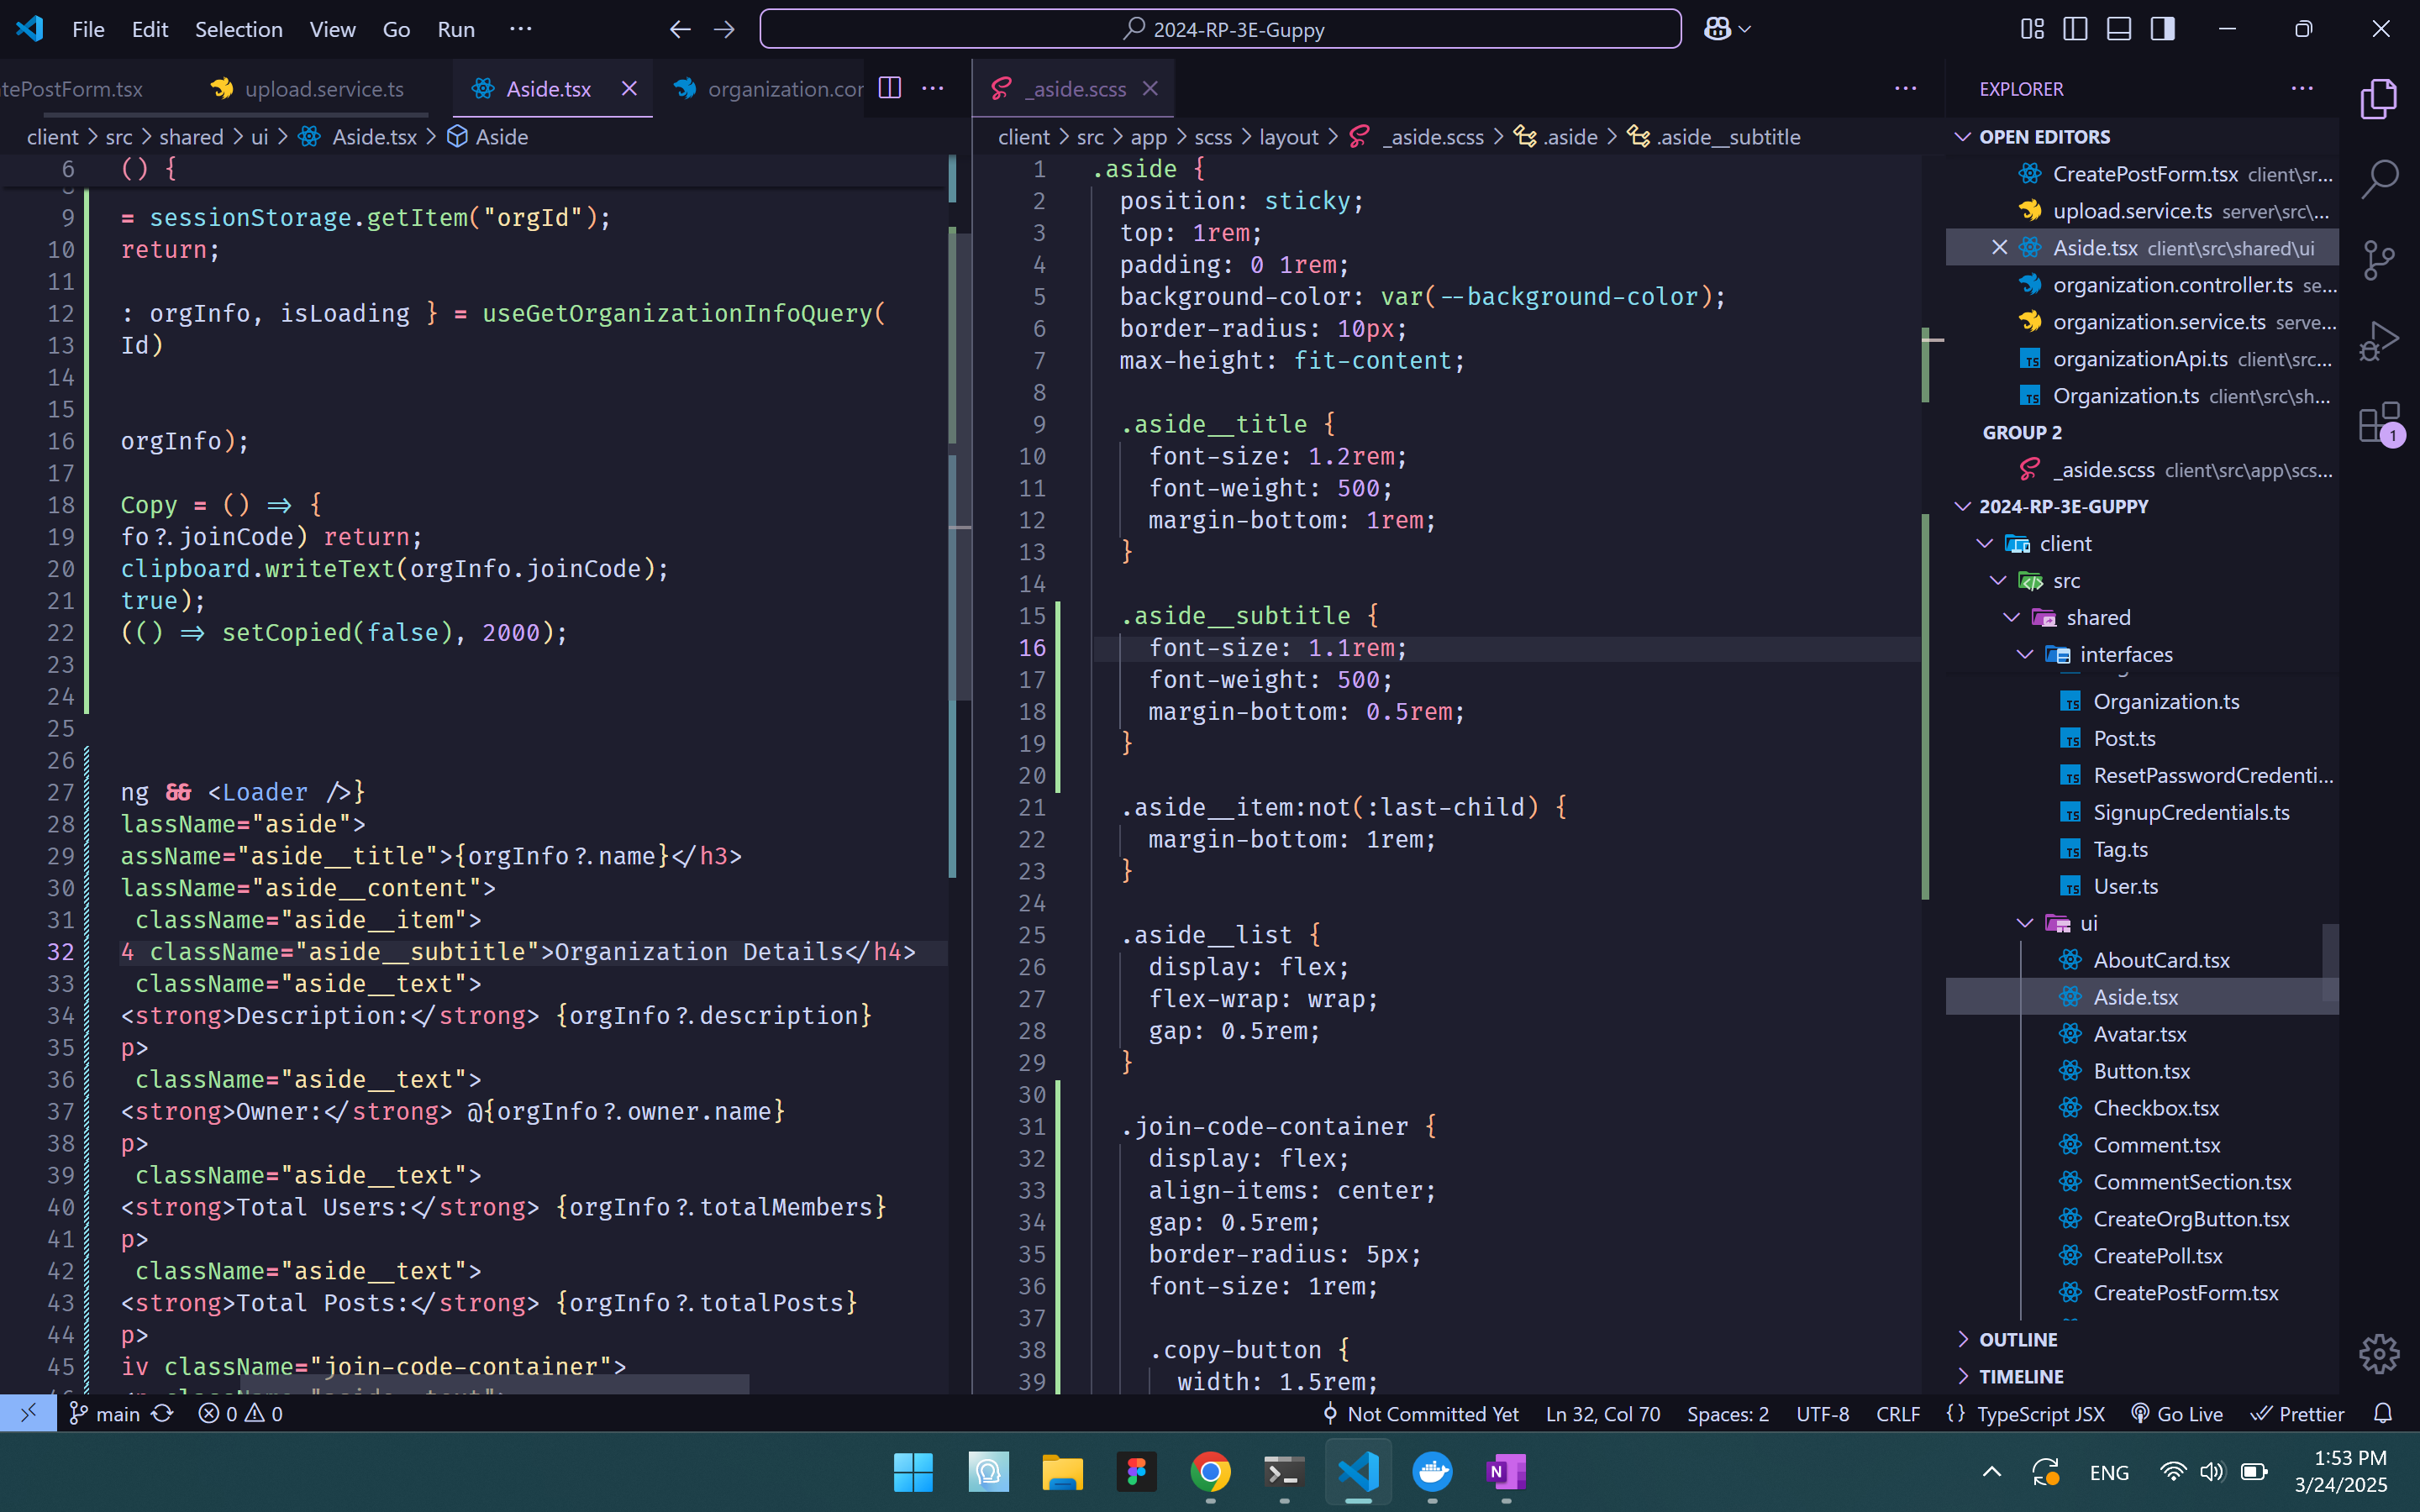 File Edit Selection View Go Run ···
2024-RP-3E-Guppy
tePostForm.tsx
upload.service.ts
Aside.tsx
organization.cor
client > src > shared > ui > Aside.tsx > Aside
6 () {
9 = sessionStorage.getItem("orgId");
10 return;
11
12 : orgInfo, isLoading } = useGetOrganizationInfoQuery(
13 Id)
14
15
16 orgInfo);
17
18 Copy = () => {
19 fo?.joinCode) return;
20 clipboard.writeText(orgInfo.joinCode);
21 true);
22 (() => setCopied(false), 2000);
23
24
25
26
27 ng && <Loader />}
28 lassName="aside">
29 assName="aside__title">{orgInfo?.name}</h3>
30 lassName="aside__content">
31 className="aside__item">
32 4 className="aside__subtitle">Organization Details</h4>
33 className="aside__text">
34 <strong>Description:</strong> {orgInfo?.description}
35 p>
36 className="aside__text">
37 <strong>Owner:</strong> @{orgInfo?.owner.name}
38 p>
39 className="aside__text">
40 <strong>Total Users:</strong> {orgInfo?.totalMembers}
41 p>
42 className="aside__text">
43 <strong>Total Posts:</strong> {orgInfo?.totalPosts}
44 p>
45 iv className="join-code-container">
_aside.scss
client > src > app > scss > layout > _aside.scss > .aside > .aside__subtitle
1 .aside {
2 position: sticky;
3 top: 1rem;
4 padding: 0 1rem;
5 background-color: var(--background-color);
6 border-radius: 10px;
7 max-height: fit-content;
8
9 .aside__title {
10 font-size: 1.2rem;
11 font-weight: 500;
12 margin-bottom: 1rem;
13 }
14
15 .aside__subtitle {
16 font-size: 1.1rem;
17 font-weight: 500;
18 margin-bottom: 0.5rem;
19 }
20
21 .aside__item:not(:last-child) {
22 margin-bottom: 1rem;
23 }
24
25 .aside__list {
26 display: flex;
27 flex-wrap: wrap;
28 gap: 0.5rem;
29 }
30
31 .join-code-container {
32 display: flex;
33 align-items: center;
34 gap: 0.5rem;
35 border-radius: 5px;
36 font-size: 1rem;
37
38 .copy-button {
39 width: 1.5rem;
EXPLORER
OPEN EDITORS
CreatePostForm.tsx client\sr...
upload.service.ts server\src\...
Aside.tsx client\src\shared\ui
organization.controller.ts se...
organization.service.ts serve...
organizationApi.ts client\src...
Organization.ts client\src\sh...
GROUP 2
_aside.scss client\src\app\scs...
2024-RP-3E-GUPPY
client
src
shared
interfaces
Organization.ts
Post.ts
ResetPasswordCredenti...
SignupCredentials.ts
Tag.ts
User.ts
ui
AboutCard.tsx
Aside.tsx
Avatar.tsx
Button.tsx
Checkbox.tsx
Comment.tsx
CommentSection.tsx
CreateOrgButton.tsx
CreatePoll.tsx
CreatePostForm.tsx
OUTLINE
TIMELINE
1
main 0 0
Not Committed Yet
Ln 32, Col 70
Spaces: 2
UTF-8
CRLF
{} TypeScript JSX
Go Live
Prettier
ENG
1:53 PM
3/24/2025